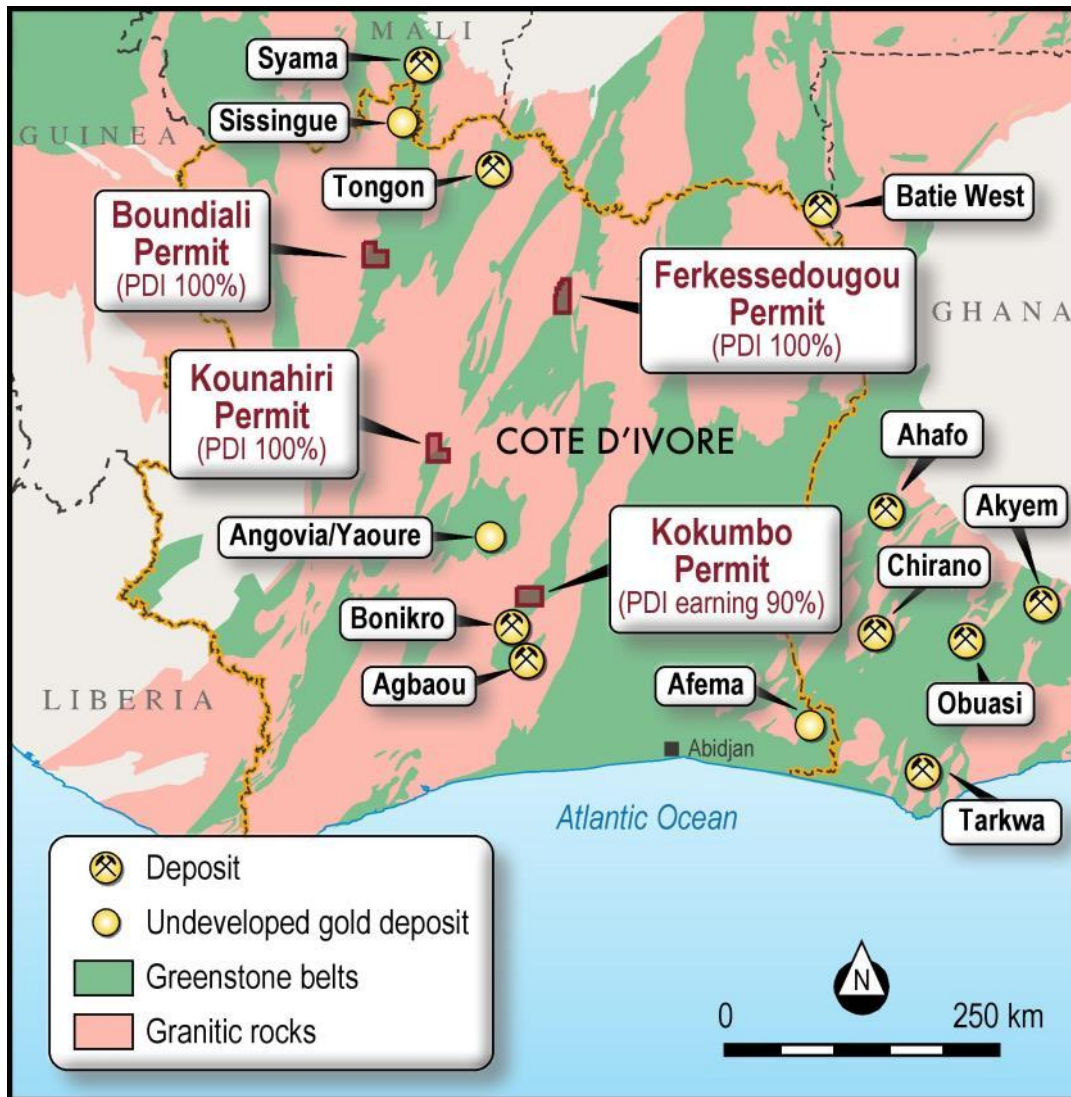 MALI
Syama
Sissingue
GUINEA
Tongon
Boundiali
Permit
(PDI 100%)
Batie West
Ferkessedougou
Permit
(PDI 100%)
GHANA
Kounahiri
Permit
(PDI 100%)
COTE D'IVORE
Ahafo
Akyem
Angovia/Yaoure
Kokumbo
Permit
(PDI earning 90%)
Chirano
Bonikro
Agbaou
Afema
Obuasi
LIBERIA
Abidjan
Tarkwa
Atlantic Ocean
Deposit
Undeveloped gold deposit
Greenstone belts
Granitic rocks
N
0 250 km